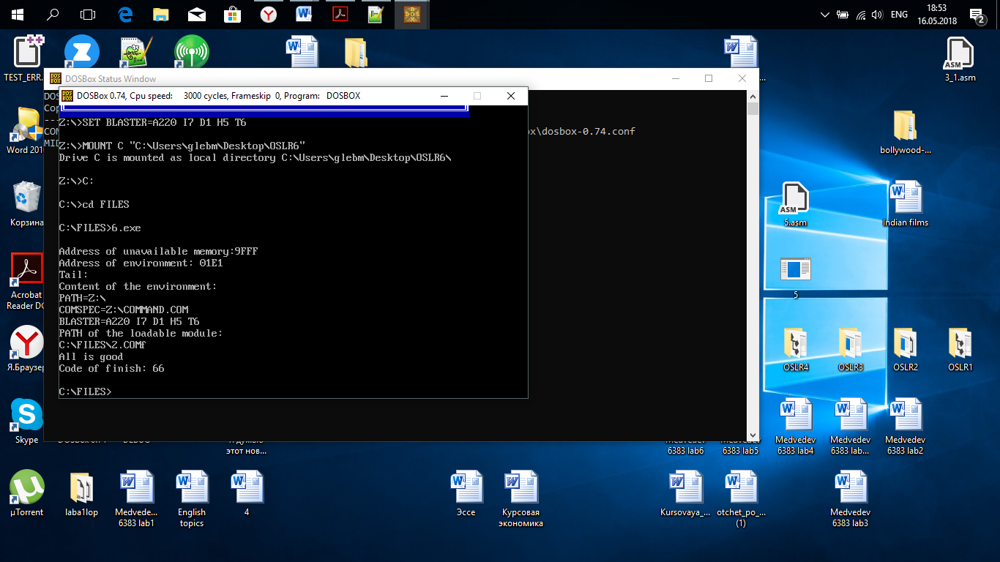 ENG
18:53
16.05.2018
2
TEST_ERR...
3_1.asm
DOSBox Status Window
DOSBox 0.74, Cpu speed: 3000 cycles, Frameskip 0, Program: DOSBOX
DOS
Cop
---
CON
MID
ox\dosbox-0.74.conf
Z:\>SET BLASTER=A220 I7 D1 H5 T6
Z:\>MOUNT C "C:\Users\glebm\Desktop\OSLR6"
Drive C is mounted as local directory C:\Users\glebm\Desktop\OSLR6\
Z:\>C:
C:\>cd FILES
C:\FILES>6.exe
Address of unavailable memory:9FFF
Address of environment: 01E1
Tail:
Content of the environment:
PATH=Z:\
COMSPEC=Z:\COMMAND.COM
BLASTER=A220 I7 D1 H5 T6
PATH of the loadable module:
C:\FILES\2.COMf
All is good
Code of finish: 66
C:\FILES>
Word 201
Корзина
Acrobat
Reader DC
Я.Браузер
Skype
bollywood-...
5.asm
Indian films
5
OSLR4
OSLR3
OSLR2
OSLR1
этот нов...
Medvedev
6383 lab6
Medvedev
6383 lab5
Medvedev
6383 lab4
Medvedev
6383 lab...
Medvedev
6383 lab2
µTorrent
laba1lop
Medvede...
6383 lab1
English
topics
4
Эссе
Курсовая
экономика
Kursovaya_...
otchet_po_...
(1)
Medvedev
6383 lab3